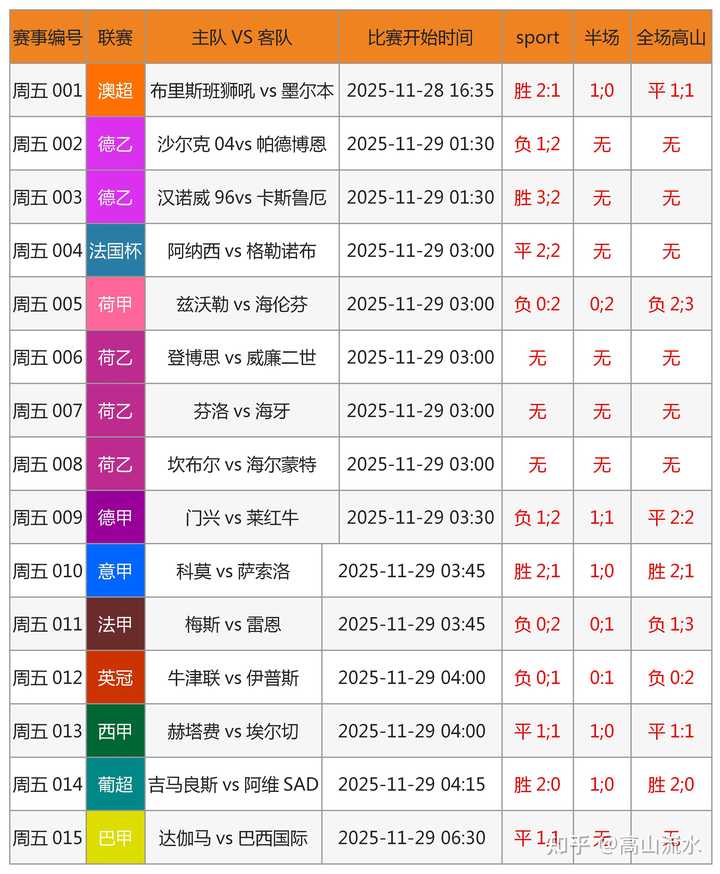 赛事编号 联赛 主队 VS 客队 比赛开始时间 sport 半场 全场高山
周五 001 澳超 布里斯班狮吼 vs 墨尔本 2025-11-28 16:35 胜 2:1 1;0 平 1;1
周五 002 德乙 沙尔克 04vs 帕德博恩 2025-11-29 01:30 负 1;2 无 无
周五 003 德乙 汉诺威 96vs 卡斯鲁厄 2025-11-29 01:30 胜 3;2 无 无
周五 004 法国杯 阿纳西 vs 格勒诺布 2025-11-29 03:00 平 2;2 无 无
周五 005 荷甲 兹沃勒 vs 海伦芬 2025-11-29 03:00 负 0:2 0;2 负 2;3
周五 006 荷乙 登博思 vs 威廉二世 2025-11-29 03:00 无 无 无
周五 007 荷乙 芬洛 vs 海牙 2025-11-29 03:00 无 无 无
周五 008 荷乙 坎布尔 vs 海尔蒙特 2025-11-29 03:00 无 无 无
周五 009 德甲 门兴 vs 莱红牛 2025-11-29 03:30 负 1;2 1;1 平 2:2
周五 010 意甲 科莫 vs 萨索洛 2025-11-29 03:45 胜 2;1 1;0 胜 2;1
周五 011 法甲 梅斯 vs 雷恩 2025-11-29 03:45 负 0;2 0;1 负 1;3
周五 012 英冠 牛津联 vs 伊普斯 2025-11-29 04:00 负 0;1 0:1 负 0:2
周五 013 西甲 赫塔费 vs 埃尔切 2025-11-29 04:00 平 1;1 1;0 平 1:1
周五 014 葡超 吉马良斯 vs 阿维 SAD 2025-11-29 04:15 胜 2:0 1;0 胜 2;0
周五 015 巴甲 达伽马 vs 巴西国际 2025-11-29 06:30 平 1.1 无 无
知乎 @高山流水